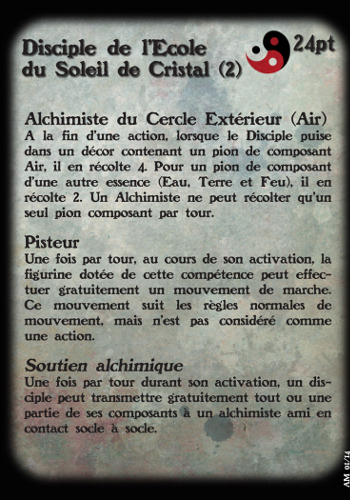 Disciple de l'Ecole
du Soleil de Cristal (2)
24pt
Alchimiste du Cercle Extérieur (Air)
A la fin d'une action, lorsque le Disciple puise
dans un décor contenant un pion de composant
Air, il en récolte 4. Pour un pion de composant
d'une autre essence (Eau, Terre et Feu), il en
récolte 2. Un Alchimiste ne peut récolter qu'un
seul pion composant par tour.
Pisteur
Une fois par tour, au cours de son activation, la
figurine dotée de cette compétence peut effec-
tuer gratuitement un mouvement de marche.
Ce mouvement suit les règles normales de
mouvement, mais n'est pas considéré comme
une action.
Soutien alchimique
Une fois par tour durant son activation, un dis-
ciple peut transmettre gratuitement tout ou une
partie de ses composants à un alchimiste ami en
contact socle à socle.
AM 01/14